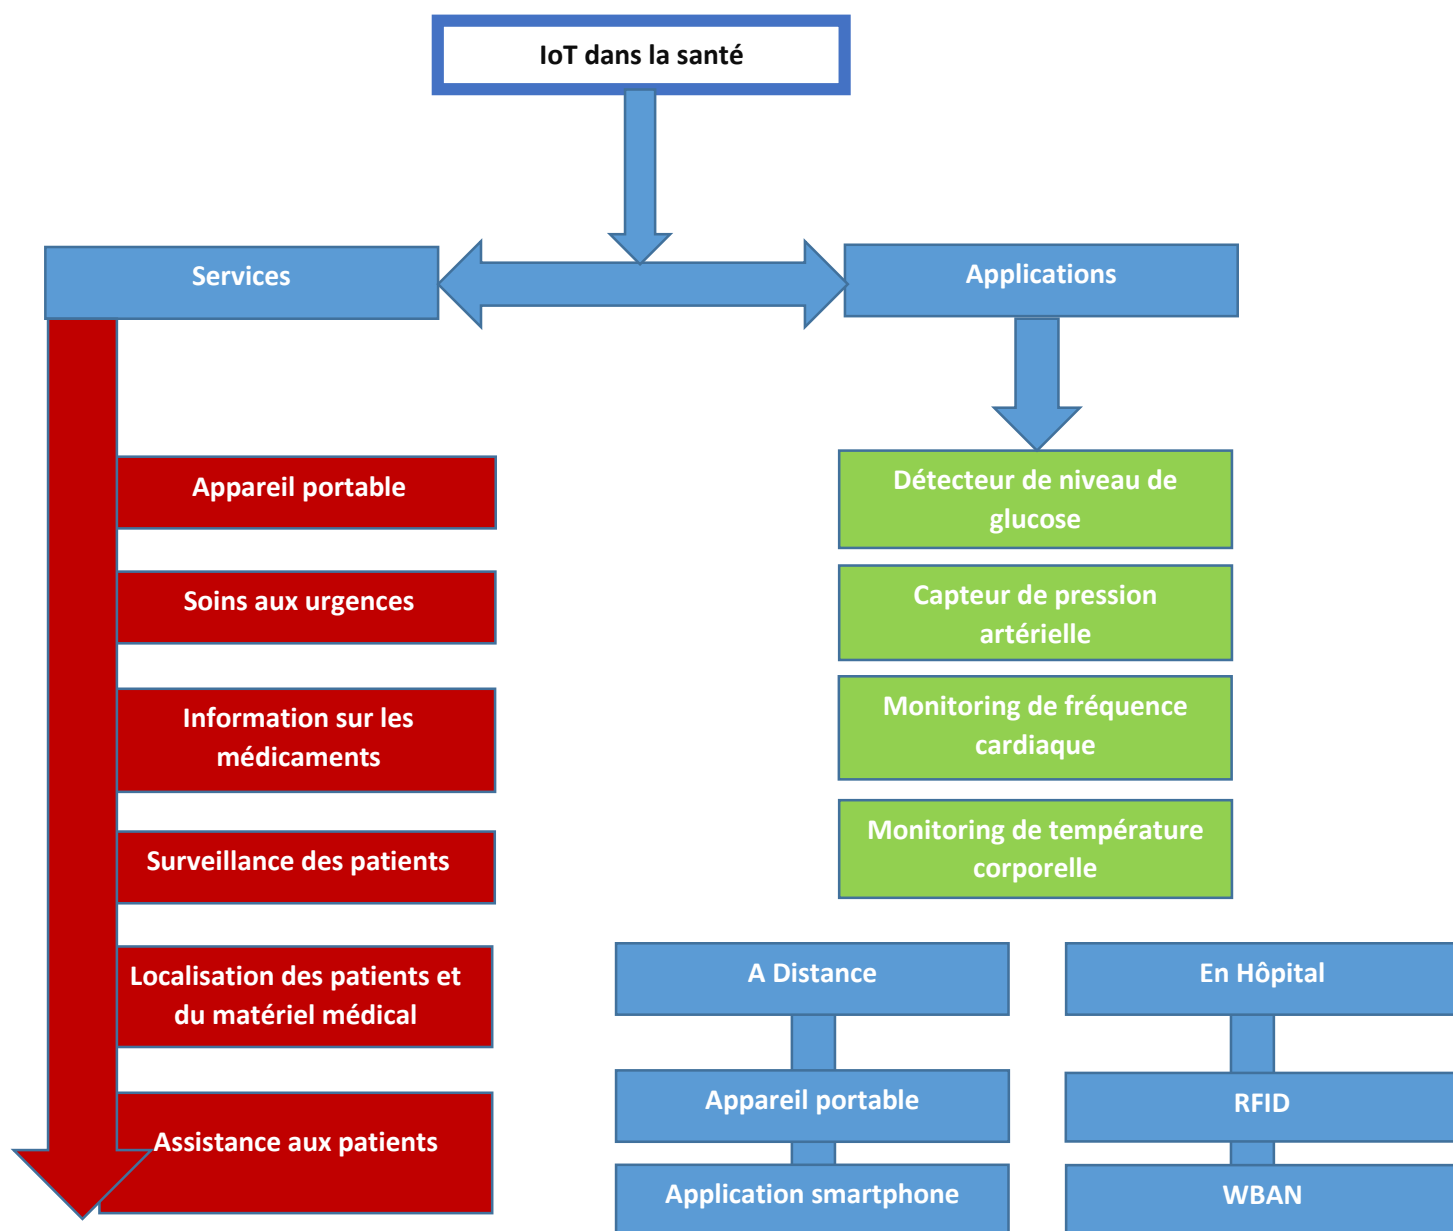 IoT dans la santé
Services
Applications
Appareil portable
Soins aux urgences
Information sur les
médicaments
Surveillance des patients
Localisation des patients et
du matériel médical
Assistance aux patients
Détecteur de niveau de
glucose
Capteur de pression
artérielle
Monitoring de fréquence
cardiaque
Monitoring de température
corporelle
A Distance
Appareil portable
Application smartphone
En Hôpital
RFID
WBAN